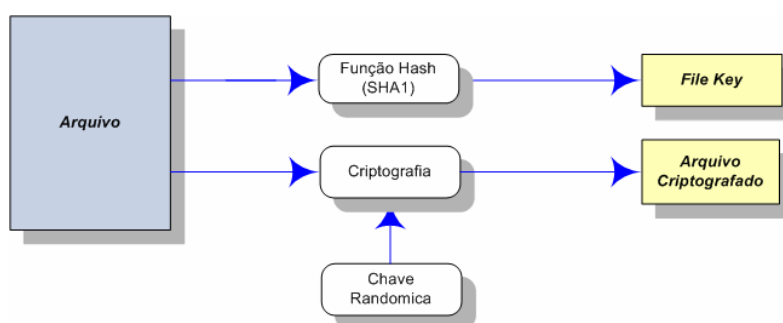 Arquivo
Função Hash
(SHA1)
File Key
Criptografia
Arquivo
Criptografado
Chave
Randomica